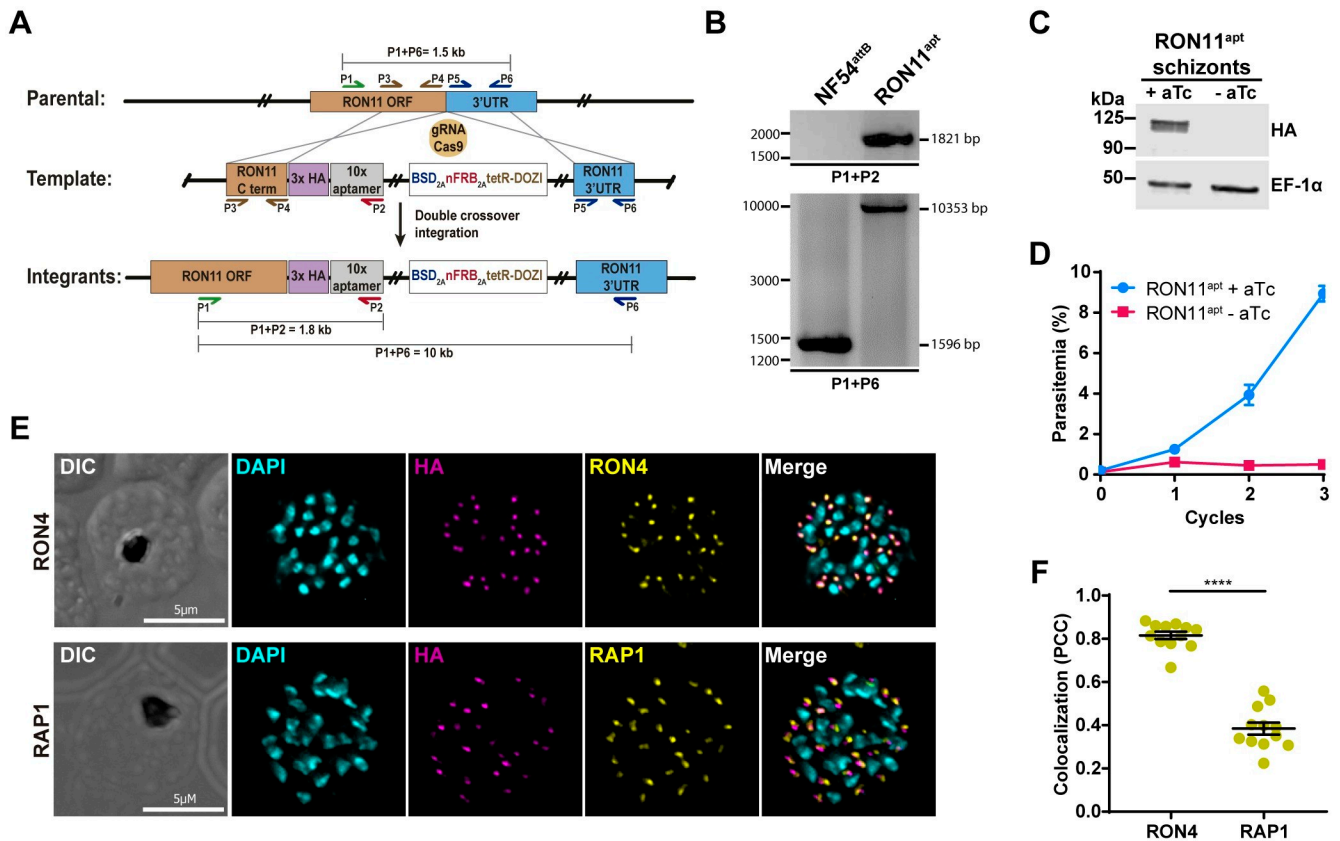 A
P1+P6= 1.5 kb
P1
P3
P4
P5
P6
Parental:
RON11 ORF
3'UTR
gRNA
Cas9
Template:
RON11
C term
3x HA
10x
aptamer
BSD2AnFRB2AtetR-DOZI
RON11
3'UTR
P3
P4
P2
P5
P6
Double crossover
integration
Integrants:
RON11 ORF
3x HA
10x
aptamer
BSD2AnFRB2AtetR-DOZI
RON11
3'UTR
P1
P2
P6
P1+P2 = 1.8 kb
P1+P6 = 10 kb
B
NF54attB
RON11apt
2000
1500
1821 bp
P1+P2
10000
3000
1500
1200
10353 bp
1596 bp
P1+P6
C
RON11apt
schizonts
kDa
+ aTc
- aTc
125
90
50
HA
EF-1α
D
Parasitemia (%)
10
8
6
4
2
0
RON11apt + aTc
RON11apt - aTc
0
1
2
3
Cycles
E
RON4
DIC
5µm
DAPI
HA
RON4
Merge
RAP1
DIC
5µM
DAPI
HA
RAP1
Merge
F
Colocalization (PCC)
1.0
0.8
0.6
0.4
0.2
0.0
****
RON4
RAP1